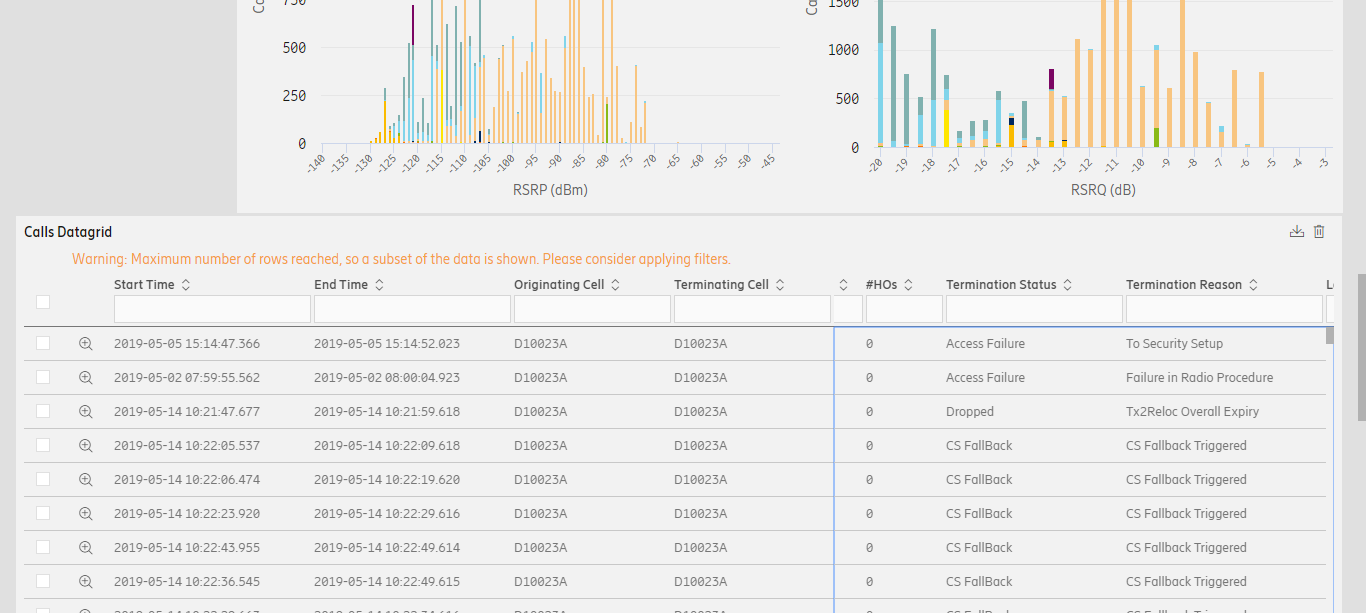 750
500
250
0
-140 -135 -130 -125 -120 -115 -110 -105 -100 -95 -90 -85 -80 -75 -70 -65 -60 -55 -50 -45
RSRP (dBm)
1500
1000
500
0
-20 -19 -18 -17 -16 -15 -14 -13 -12 -11 -10 -9 -8 -7 -6 -5 -4 -3
RSRQ (dB)
Calls Datagrid
Warning: Maximum number of rows reached, so a subset of the data is shown. Please consider applying filters.
Start Time End Time Originating Cell Terminating Cell #HOs Termination Status Termination Reason
2019-05-05 15:14:47.366 2019-05-05 15:14:52.023 D10023A D10023A 0 Access Failure To Security Setup
2019-05-02 07:59:55.562 2019-05-02 08:00:04.923 D10023A D10023A 0 Access Failure Failure in Radio Procedure
2019-05-14 10:21:47.677 2019-05-14 10:21:59.618 D10023A D10023A 0 Dropped Tx2Reloc Overall Expiry
2019-05-14 10:22:05.537 2019-05-14 10:22:09.618 D10023A D10023A 0 CS FallBack CS Fallback Triggered
2019-05-14 10:22:06.474 2019-05-14 10:22:19.620 D10023A D10023A 0 CS FallBack CS Fallback Triggered
2019-05-14 10:22:23.920 2019-05-14 10:22:29.616 D10023A D10023A 0 CS FallBack CS Fallback Triggered
2019-05-14 10:22:43.955 2019-05-14 10:22:49.614 D10023A D10023A 0 CS FallBack CS Fallback Triggered
2019-05-14 10:22:36.545 2019-05-14 10:22:49.615 D10023A D10023A 0 CS FallBack CS Fallback Triggered